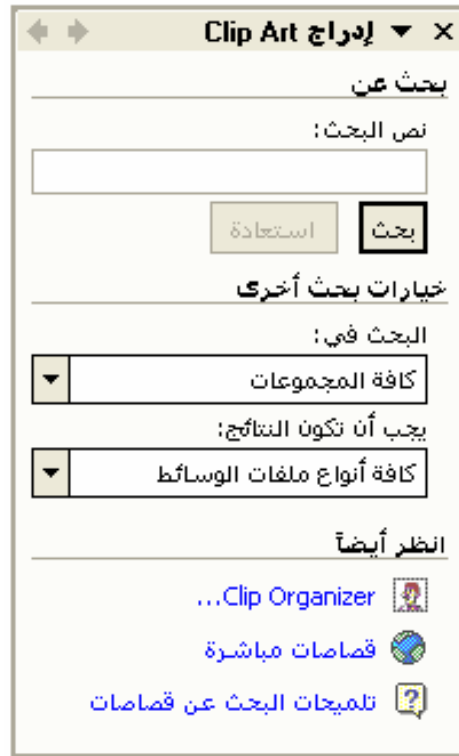 إدراج Clip Art
بحث عن
نص البحث:
بحث استعادة
خيارات بحث أخرى
البحث في:
كافة المجموعات
يجب أن تكون النتائج:
كافة أنواع ملفات الوسائط
انظر أيضاً
Clip Organizer...
قصاصات مباشرة
تلميحات البحث عن قصاصات